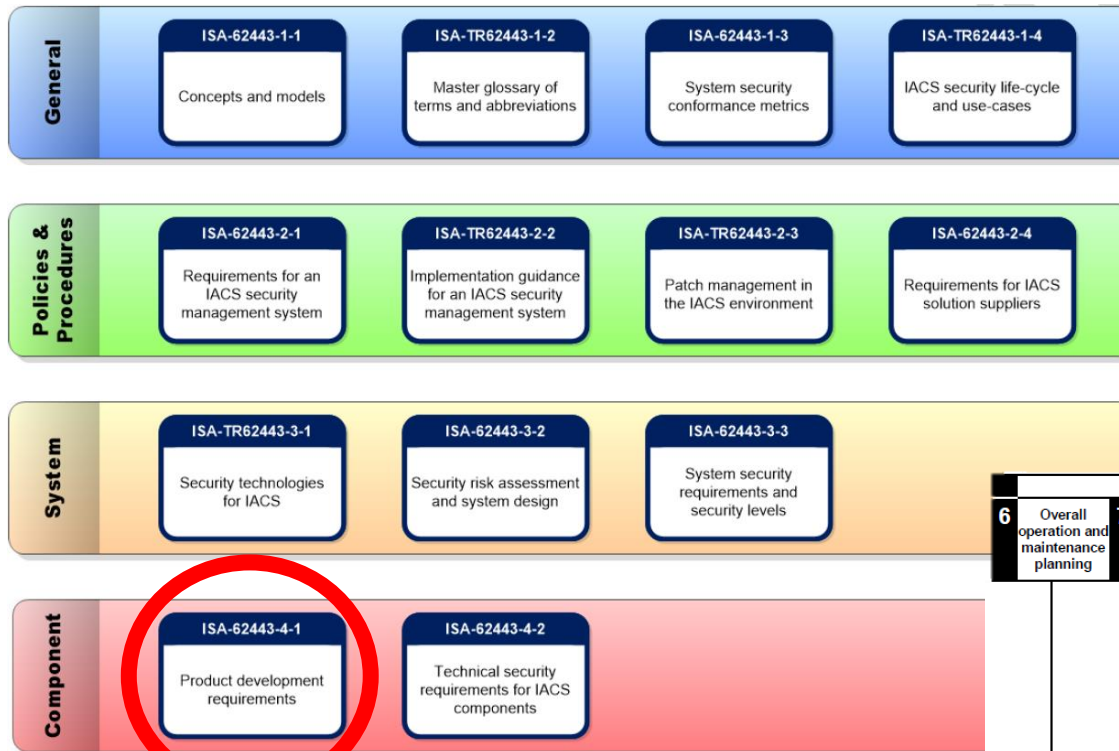 General
ISA-62443-1-1
Concepts and models
ISA-TR62443-1-2
Master glossary of
terms and abbreviations
ISA-62443-1-3
System security
conformance metrics
ISA-TR62443-1-4
IACS security life-cycle
and use-cases
Policies &
Procedures
ISA-62443-2-1
Requirements for an
IACS security
management system
ISA-TR62443-2-2
Implementation guidance
for an IACS security
management system
ISA-TR62443-2-3
Patch management in
the IACS environment
ISA-62443-2-4
Requirements for IACS
solution suppliers
System
ISA-TR62443-3-1
Security technologies
for IACS
ISA-62443-3-2
Security risk assessment
and system design
ISA-62443-3-3
System security
requirements and
security levels
6
Overall
operation and
maintenance
planning
Component
ISA-62443-4-1
Product development
requirements
ISA-62443-4-2
Technical security
requirements for IACS
components